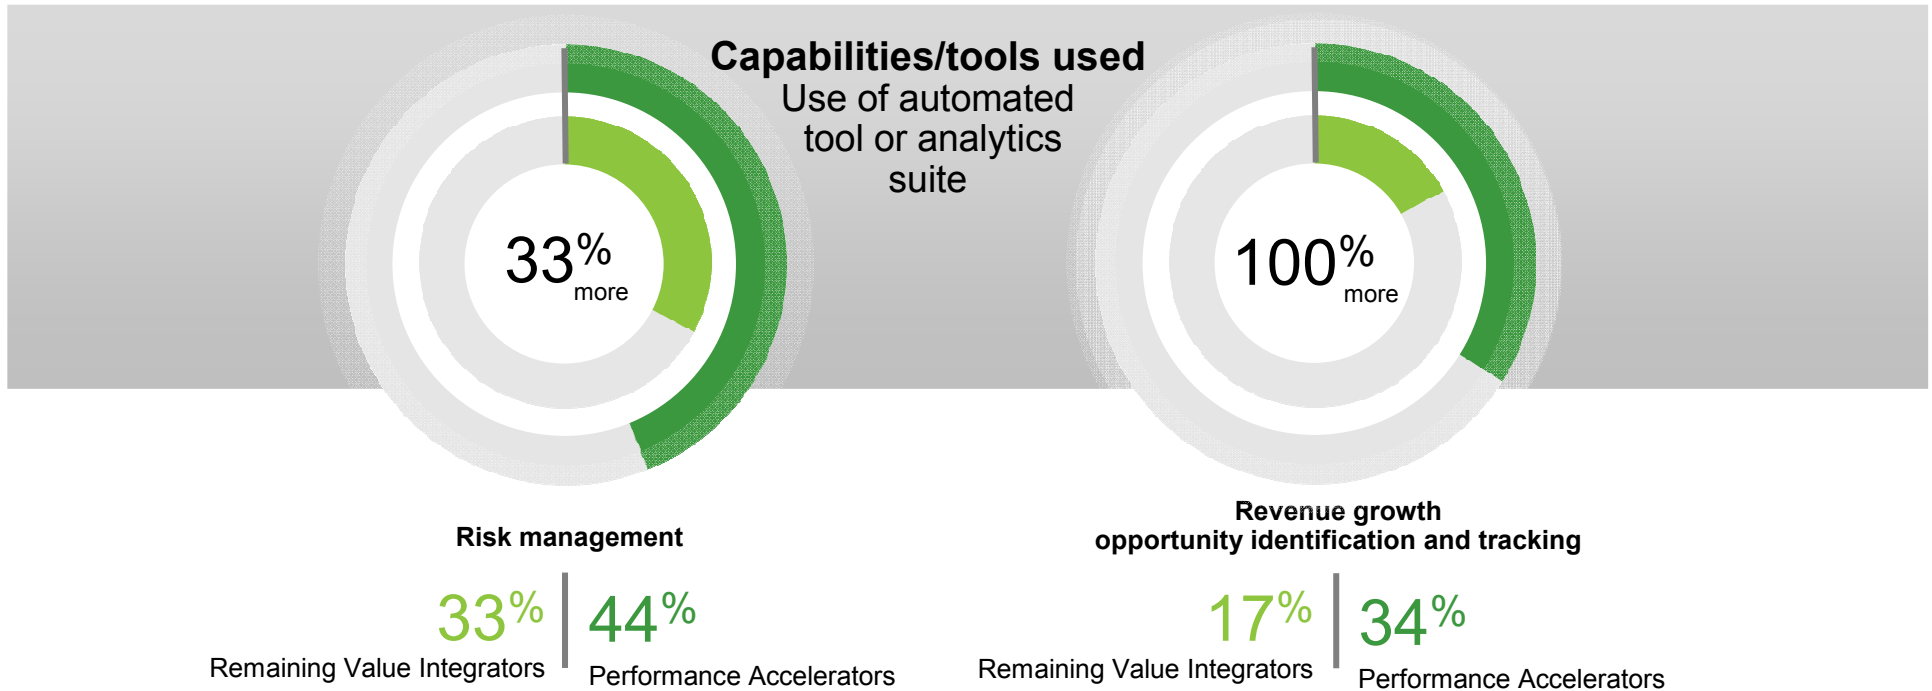 Capabilities/tools used
Use of automated
tool or analytics
suite
33%
more
100%
more
Risk management
33%
Remaining Value Integrators
44%
Performance Accelerators
Revenue growth
opportunity identification and tracking
17%
Remaining Value Integrators
34%
Performance Accelerators